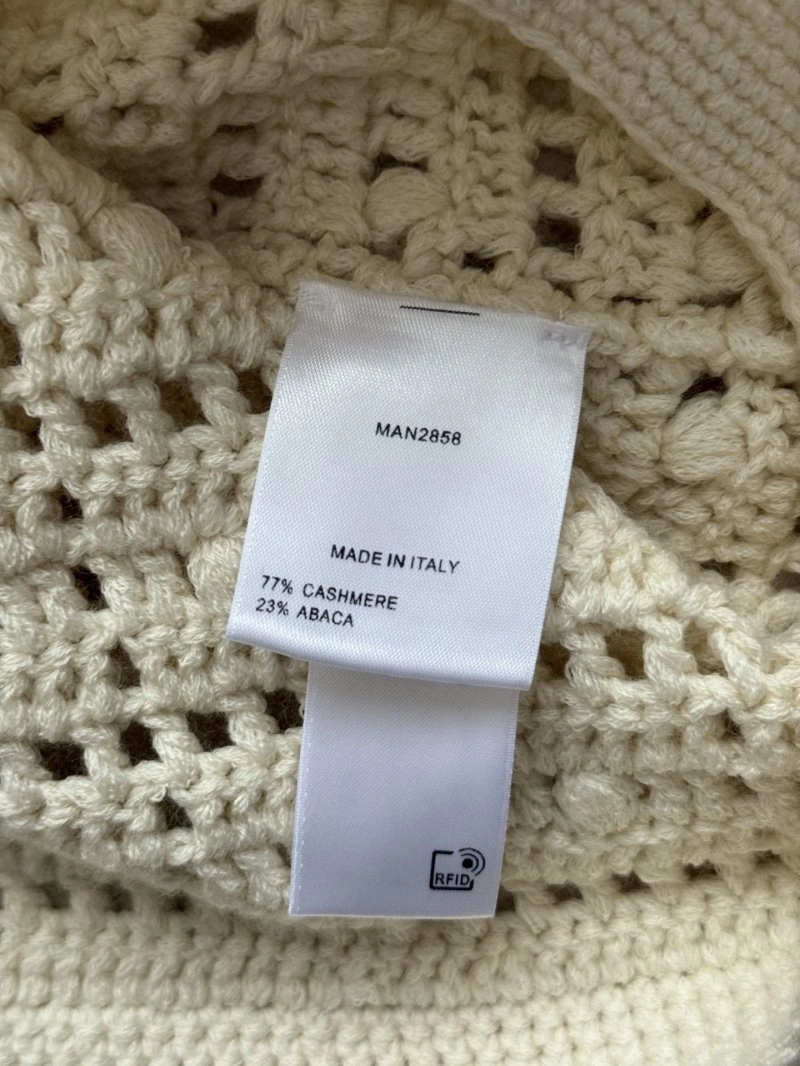 MAN2858
MADE IN ITALY
77% CASHMERE
23% ABACA
RFID